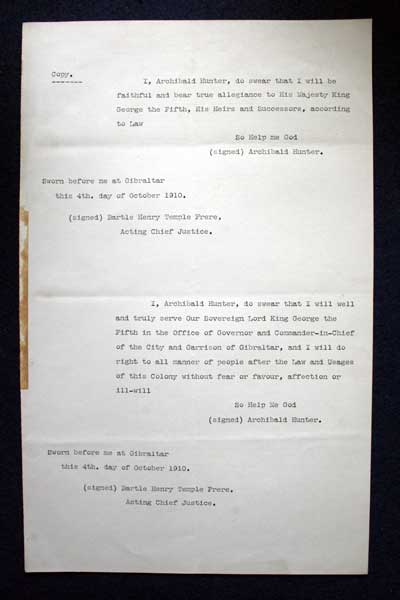 Copy.
I, Archibald Hunter, do swear that I will be
faithful and bear true allegiance to His Majesty King
George the Fifth, His Heirs and Successors, according
to Law
So Help me God
(signed) Archibald Hunter.
Sworn before me at Gibraltar
this 4th. day of October 1910.
(signed) Bartle Henry Temple Frere,
Acting Chief Justice.
I, Archibald Hunter, do swear that I will well
and truly serve Our Sovereign Lord King George the
Fifth in the Office of Governor and Commander-in-Chief
of the City and Garrison of Gibraltar, and I will do
right to all manner of people after the Law and Usages
of this Colony without fear or favour, affection or
ill-will
So Help Me God
(signed) Archibald Hunter.
Sworn before me at Gibraltar
this 4th. day of October 1910.
(signed) Bartle Henry Temple Frere,
Acting Chief Justice.